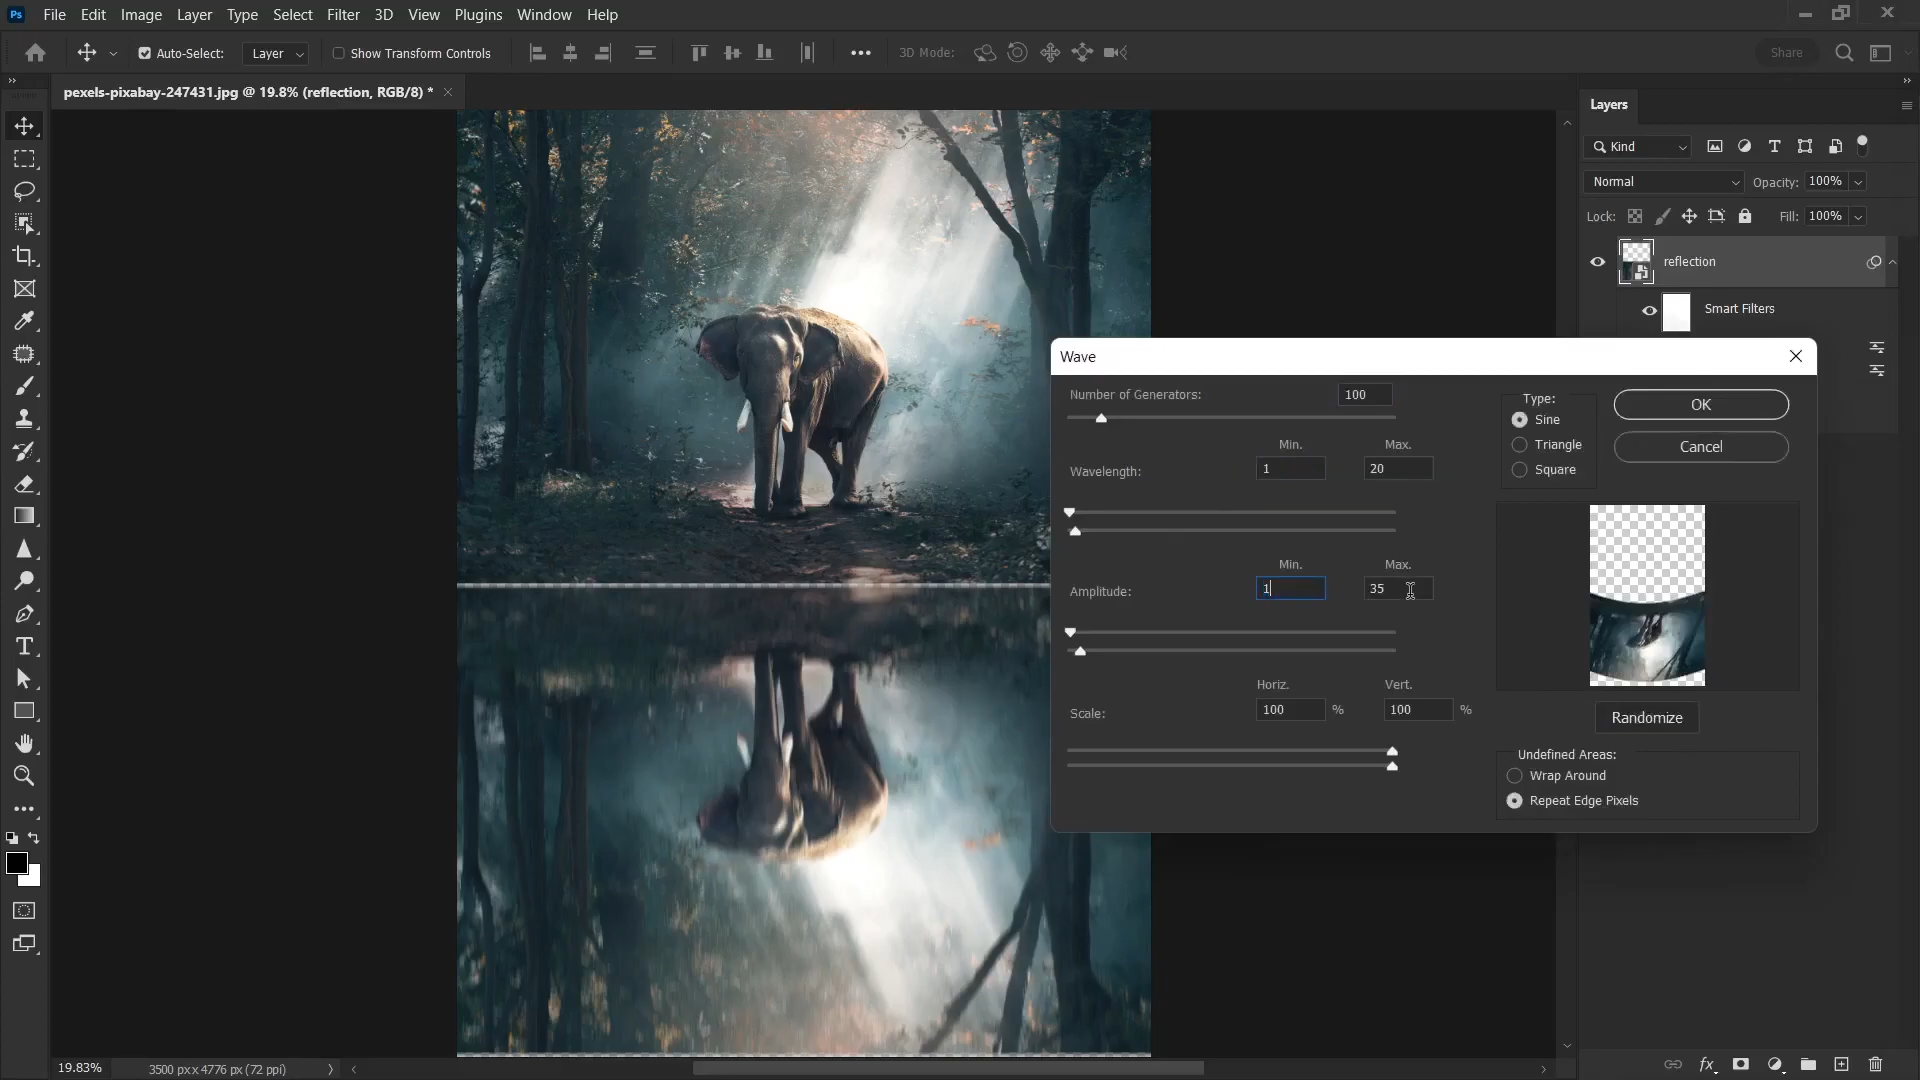 Ps File Edit Image Layer Type Select Filter 3D View Plugins Window Help
Auto-Select: Layer Show Transform Controls 3D Mode: Share
pexels-pixabay-247431.jpg @ 19.8% (reflection, RGB/8) *
Layers
Kind
Normal Opacity: 100%
Lock: Fill: 100%
reflection
Smart Filters
Wave
Number of Generators: 100
Min. Max.
Wavelength: 1 20
Min. Max.
Amplitude: 1 35
Horiz. Vert.
Scale: 100 % 100 %
Type:
Sine
Triangle
Square
OK
Cancel
Randomize
Undefined Areas:
Wrap Around
Repeat Edge Pixels
19.83% 3500 px x 4776 px (72 ppi)
fx